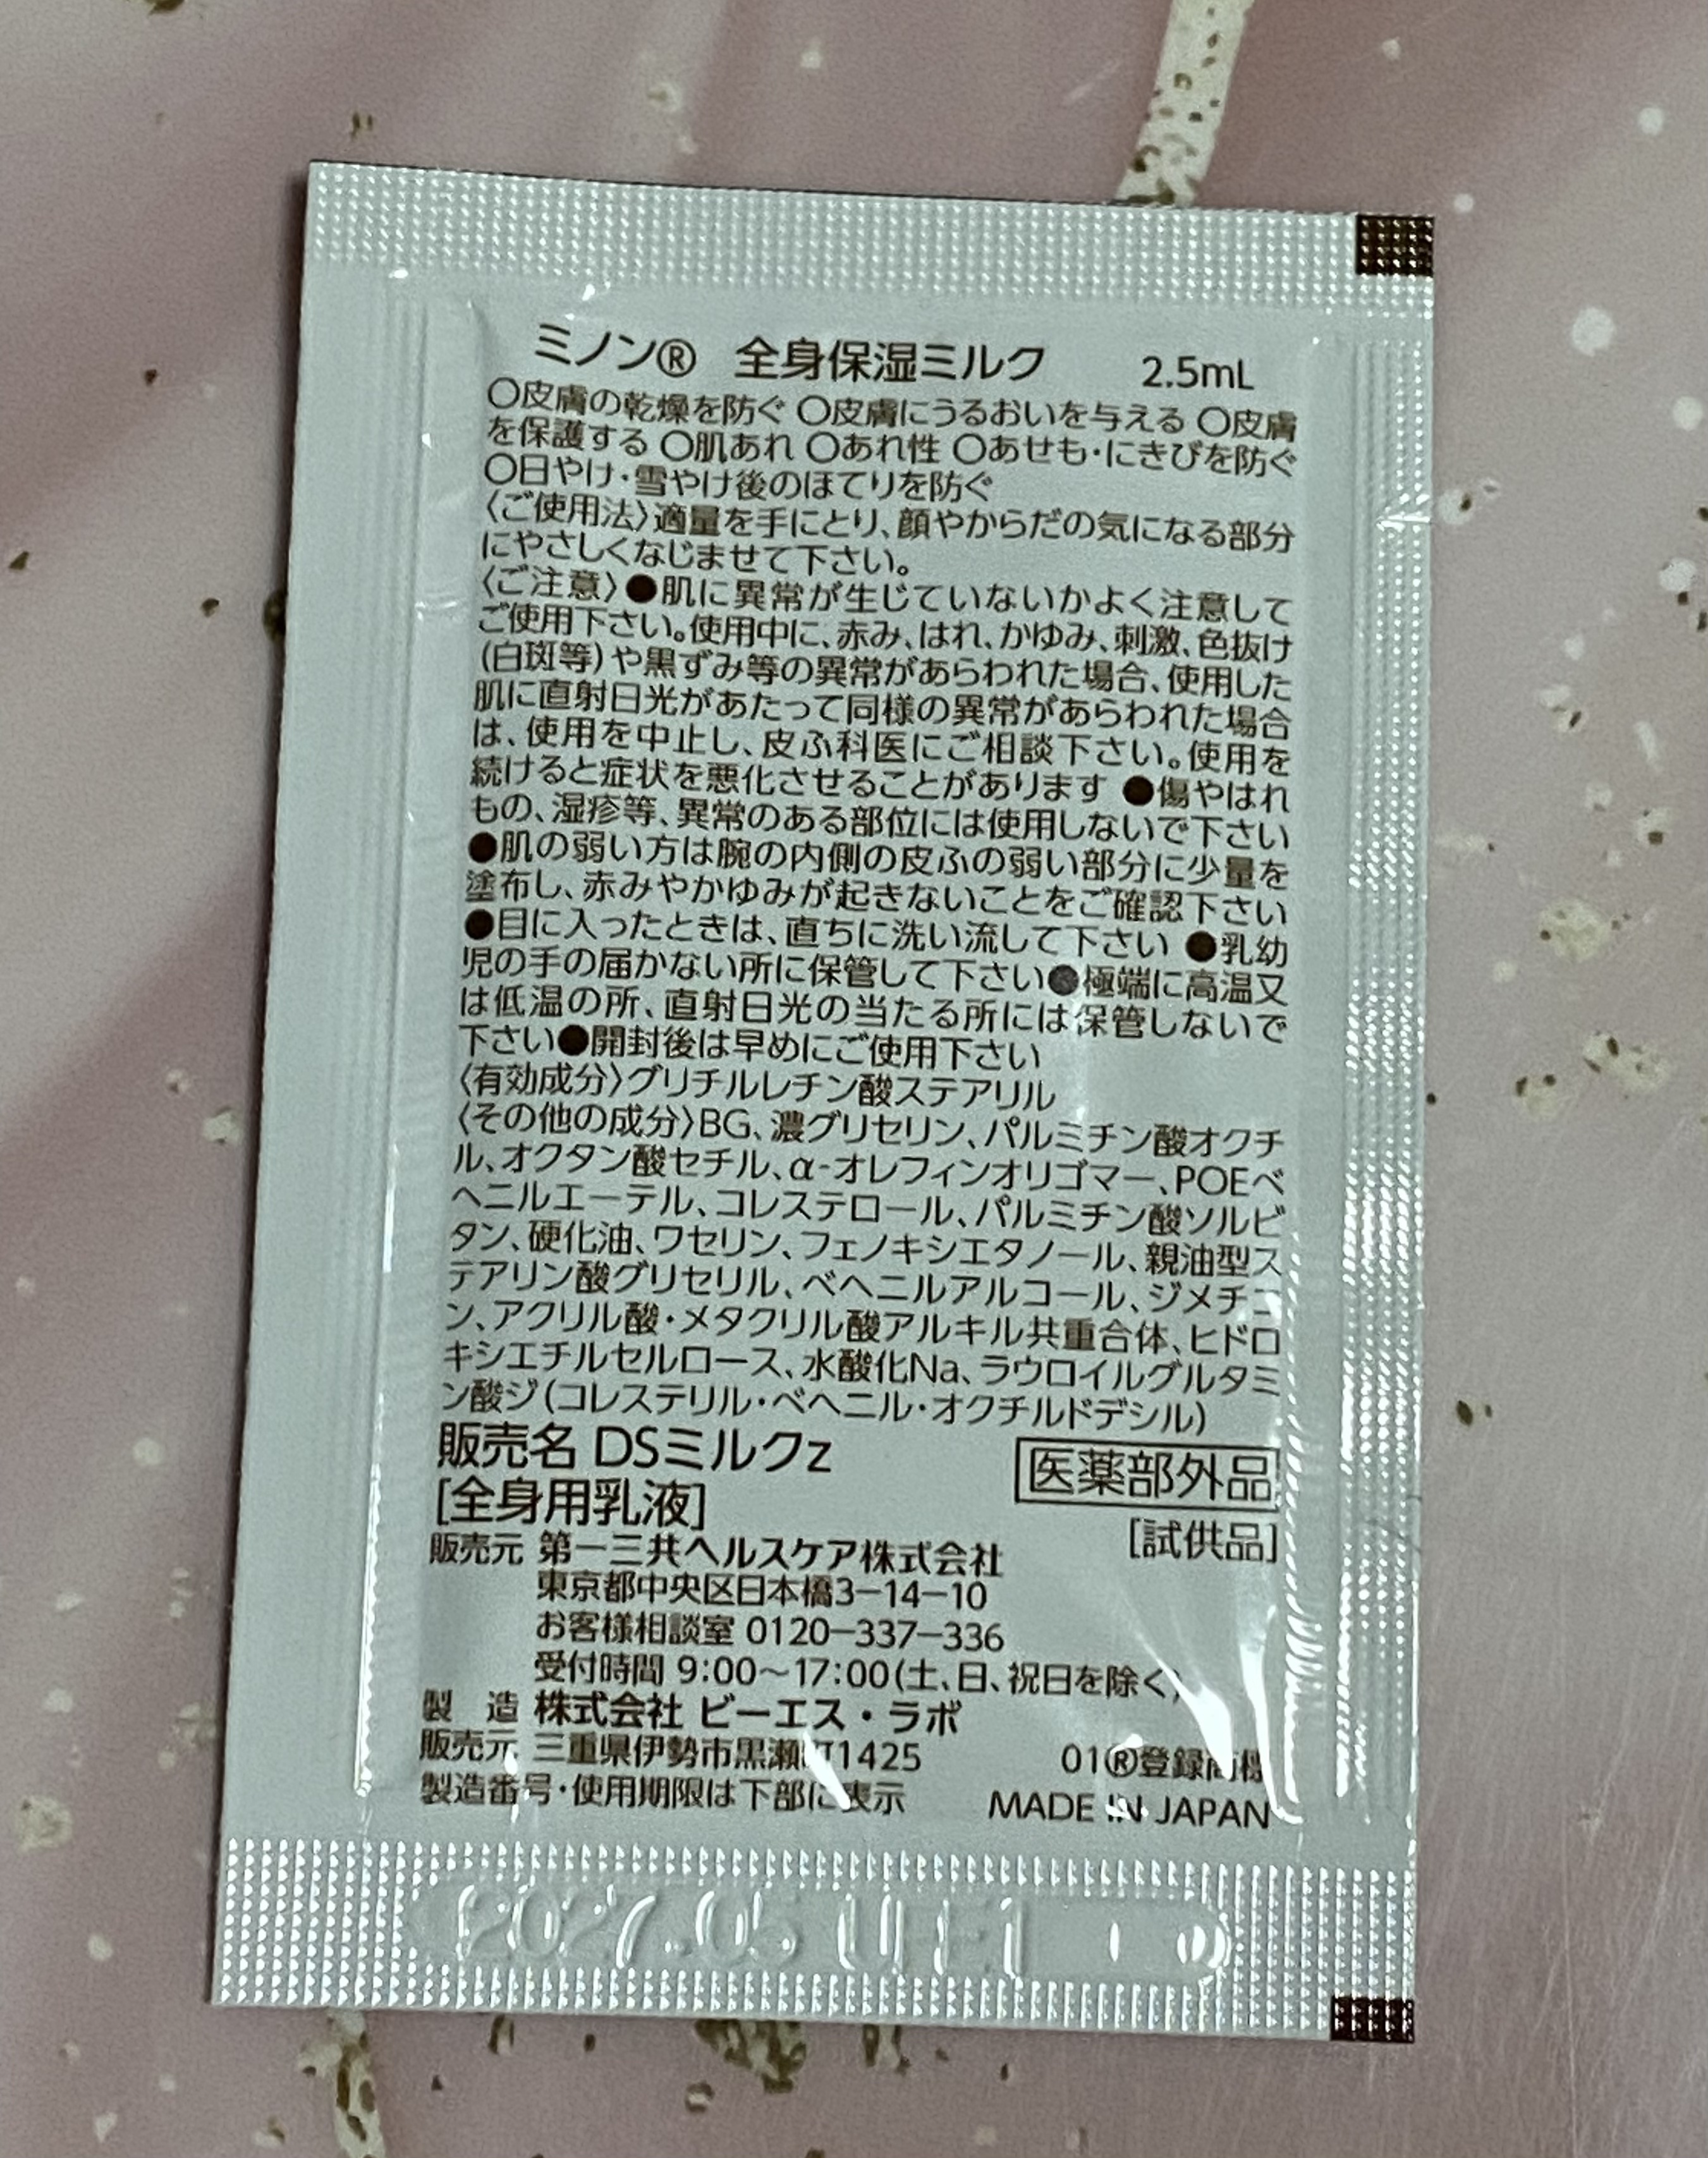 ミノン® 全身保湿ミルク 2.5mL
○皮膚の乾燥を防ぐ ○皮膚にうるおいを与える ○皮膚
を保護する ○肌あれ ○あれ性 ○あせも・にきびを防ぐ
○日やけ・雪やけ後のほてりを防ぐ
〈ご使用法〉適量を手にとり、顔やからだの気になる部分
にやさしくなじませて下さい。
〈ご注意〉●肌に異常が生じていないかよく注意して
ご使用下さい。使用中に、赤み、はれ、かゆみ、刺激、色抜け
(白斑等)や黒ずみ等の異常があらわれた場合、使用した
肌に直射日光があたって同様の異常があらわれた場合
は、使用を中止し、皮ふ科医にご相談下さい。使用を
続けると症状を悪化させることがあります ●傷やはれ
もの、湿疹等、異常のある部位には使用しないで下さい
●肌の弱い方は腕の内側の皮ふの弱い部分に少量を
塗布し、赤みやかゆみが起きないことをご確認下さい
●目に入ったときは、直ちに洗い流して下さい ●乳幼
児の手の届かない所に保管して下さい●極端に高温又
は低温の所、直射日光の当たる所には保管しないで
下さい●開封後は早めにご使用下さい
〈有効成分〉グリチルレチン酸ステアリル
〈その他の成分〉BG、濃グリセリン、パルミチン酸オクチ
ル、オクタン酸セチル、α-オレフィンオリゴマー、POEベ
ヘニルエーテル、コレステロール、パルミチン酸ソルビ
タン、硬化油、ワセリン、フェノキシエタノール、親油型ス
テアリン酸グリセリル、ベヘニルアルコール、ジメチコ
ン、アクリル酸・メタクリル酸アルキル共重合体、ヒドロ
キシエチルセルロース、水酸化Na、ラウロイルグルタミ
ン酸ジ(コレステリル・ベヘニル・オクチルドデシル)
販売名 DSミルクz
医薬部外品
[全身用乳液]
[試供品]
販売元 第一三共ヘルスケア株式会社
東京都中央区日本橋3-14-10
お客様相談室 0120-337-336
受付時間 9:00〜17:00(土、日、祝日を除く)
製 造 株式会社 ビーエス・ラボ
販売元 三重県伊勢市黒瀬町1425 01®登録商標
製造番号・使用期限は下部に表示 MADE IN JAPAN
2027.05